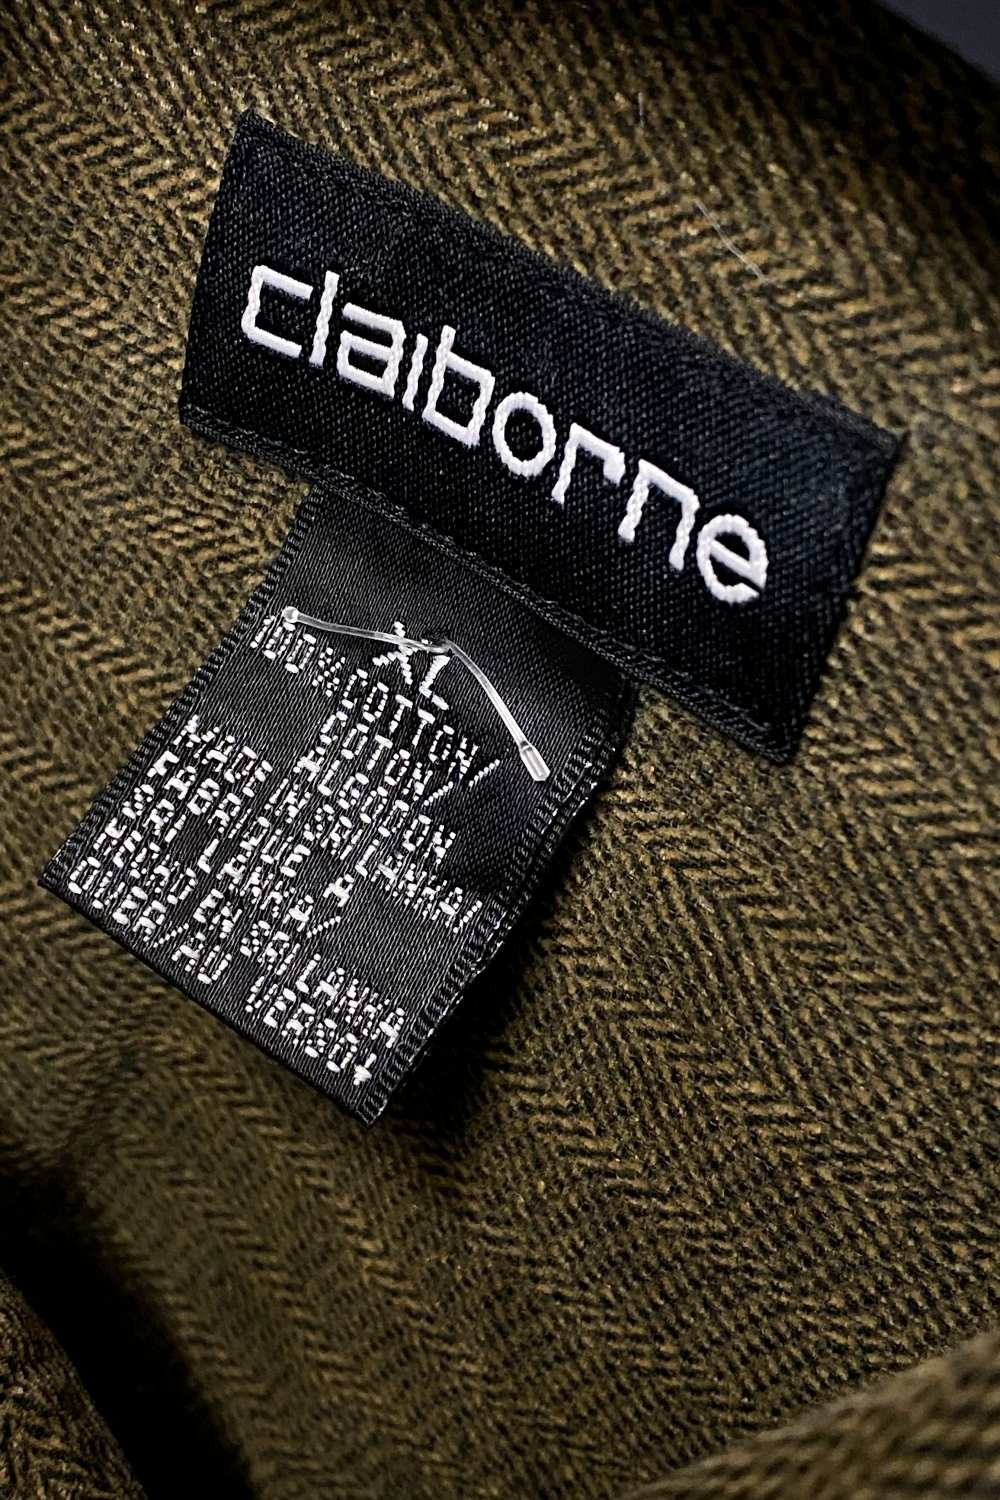 claiborne
XL
100% COTTON/
COTON/
ALGODON
MADE IN SRI LANKA/
FABRIQUE A
SRI LANKA/
HECHO EN SRI LANKA
OVER/AU VERSO↑